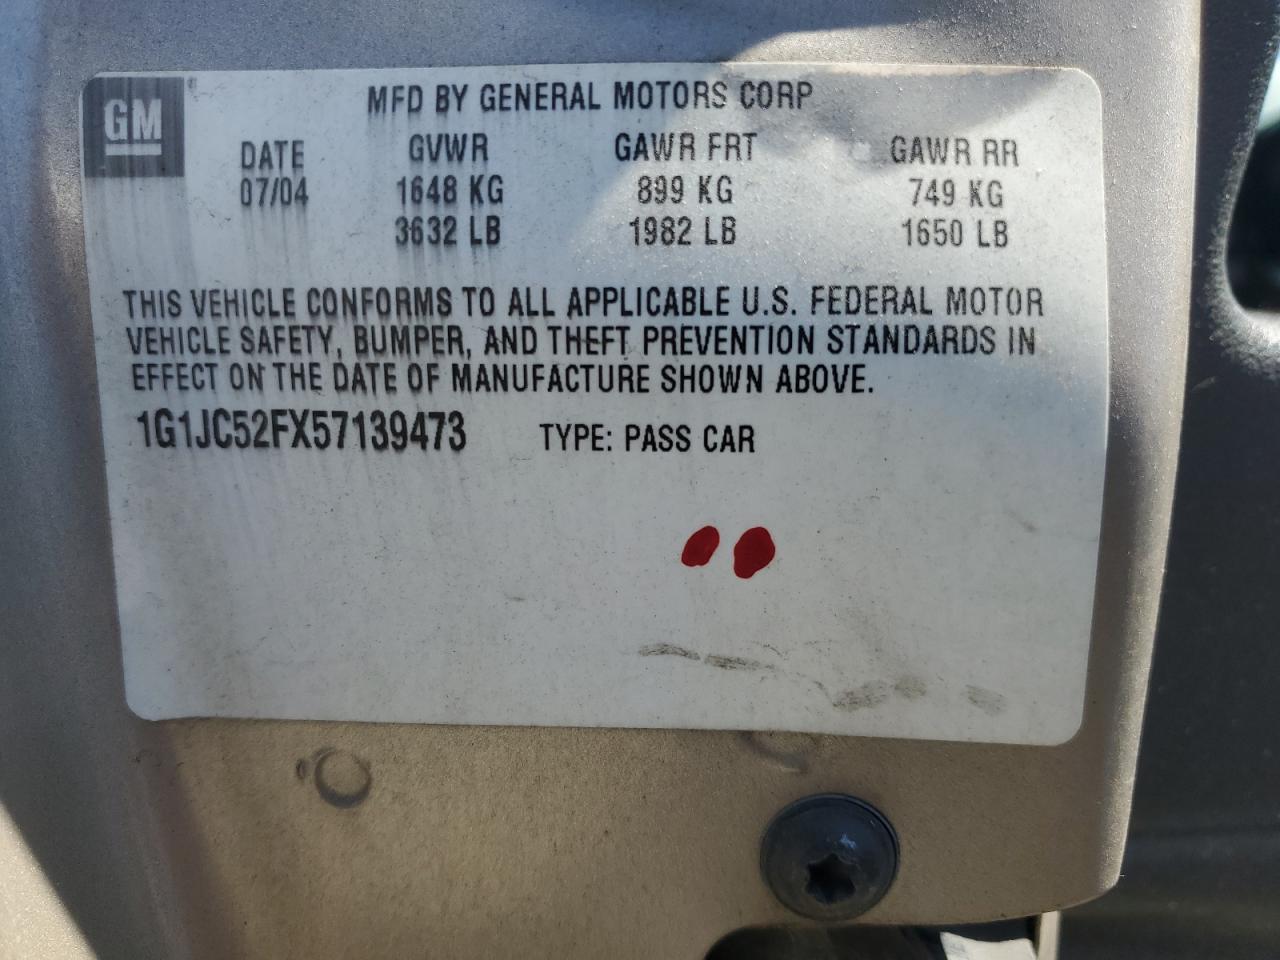 GM
MFD BY GENERAL MOTORS CORP
DATE GVWR GAWR FRT GAWR RR
07/04 1648 KG 899 KG 749 KG
3632 LB 1982 LB 1650 LB
THIS VEHICLE CONFORMS TO ALL APPLICABLE U.S. FEDERAL MOTOR
VEHICLE SAFETY, BUMPER, AND THEFT PREVENTION STANDARDS IN
EFFECT ON THE DATE OF MANUFACTURE SHOWN ABOVE.
1G1JC52FX57139473 TYPE: PASS CAR